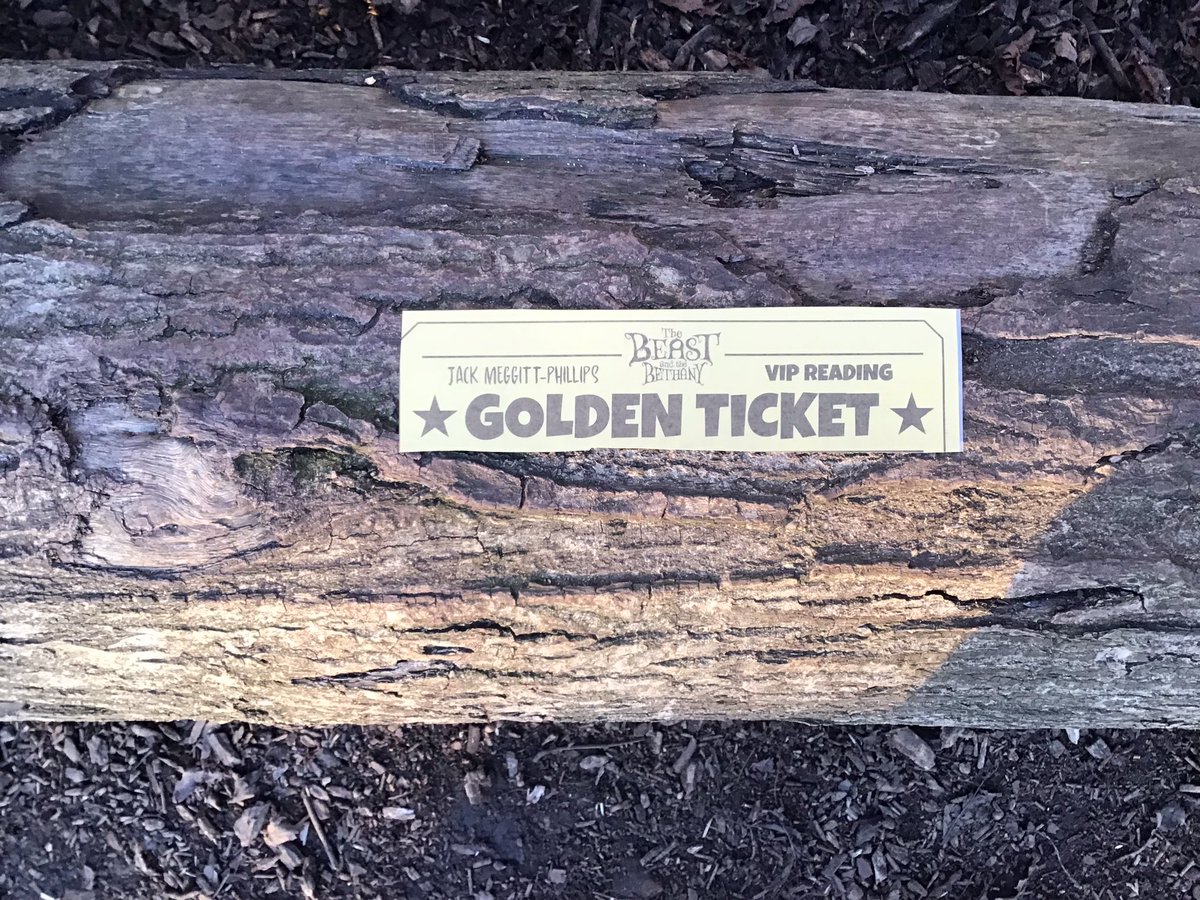 The
BEAST
and the
BETHANY
JACK MEGGITT-PHILLIPS
VIP READING
GOLDEN TICKET